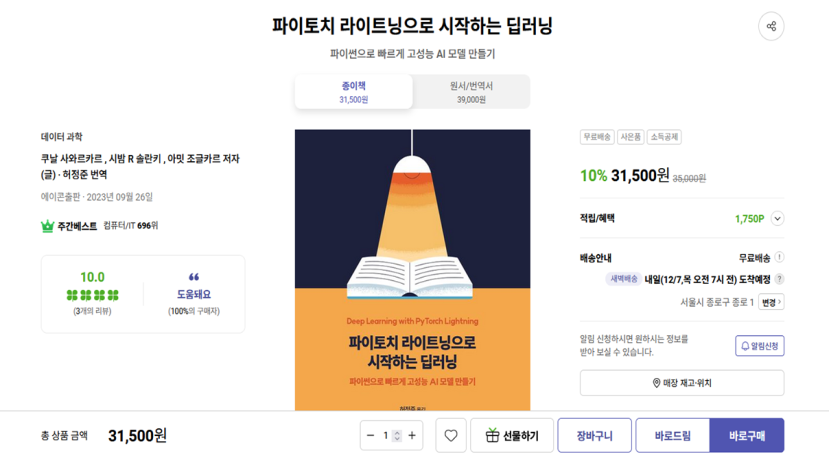 파이토치 라이트닝으로 시작하는 딥러닝
파이썬으로 빠르게 고성능 AI 모델 만들기
종이책
31,500원
원서/번역서
39,000원
데이터 과학
쿠날 사와르카르 , 시밤 R 솔란키 , 아밋 조글카르 저자
(글) · 허정준 번역
에이콘출판 · 2023년 09월 26일
주간베스트 컴퓨터/IT 696위
10.0
(3개의 리뷰)
도움돼요
(100%의 구매자)
Deep Learning with PyTorch Lightning
파이토치 라이트닝으로
시작하는 딥러닝
파이썬으로 빠르게 고성능 AI 모델 만들기
무료배송 사은품 소득공제
10% 31,500원 35,000원
적립/혜택 1,750P
배송안내 무료배송
새벽배송 내일(12/7,목 오전 7시 전) 도착예정
서울시 종로구 종로 1 변경
알림 신청하시면 원하시는 정보를
받아 보실 수 있습니다.
알림신청
매장 재고·위치
총 상품 금액 31,500원
1
선물하기
장바구니
바로드림
바로구매